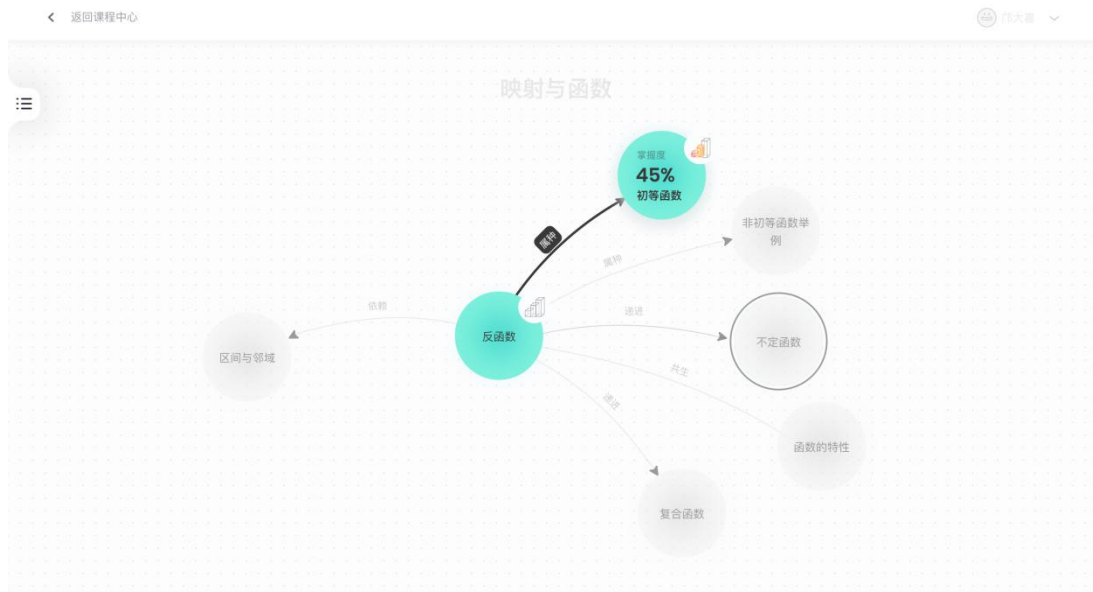 返回课程中心
映射与函数
掌握度
45%
初等函数
非初等函数举
例
属种
属种
依赖
递进
反函数
不定函数
区间与邻域
共生
递进
函数的特性
复合函数